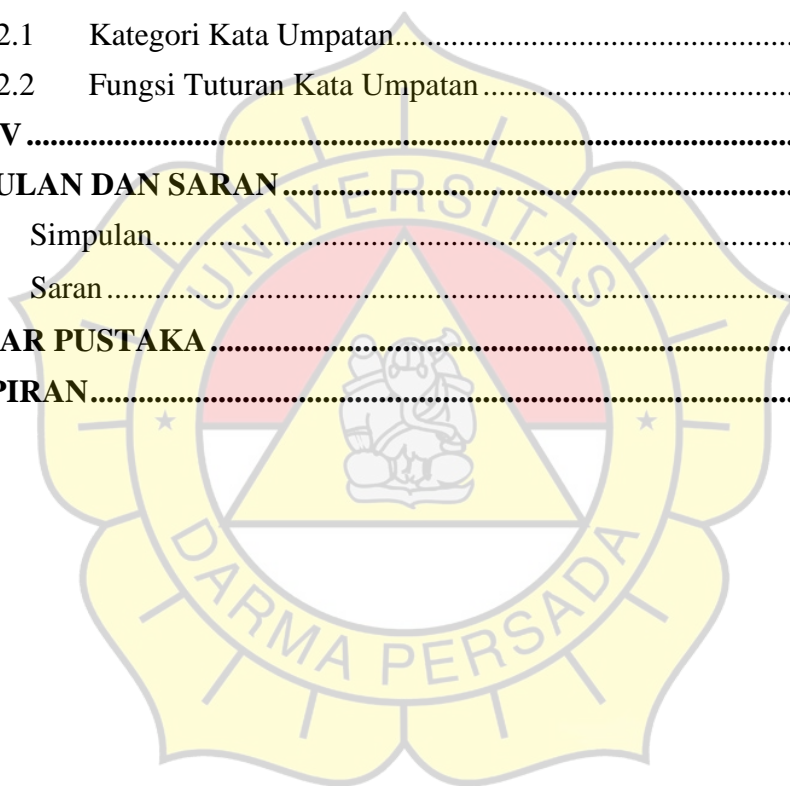 2.1 Kategori Kata Umpatan........................................................
2.2 Fungsi Tuturan Kata Umpatan........................................
V........................................................................................................
ULAN DAN SARAN....................................................................
Simpulan.......................................................................................
Saran..............................................................................................
AR PUSTAKA.............................................................................
PIRAN............................................................................................
UNIVERSITAS
DARMA PERSADA